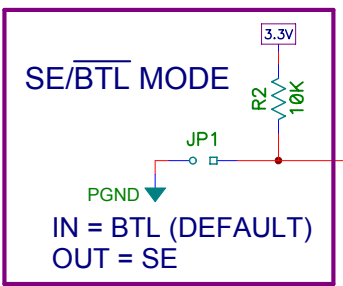 3.3V
SE/BTL MODE
R2
10K
JP1
PGND
IN = BTL (DEFAULT)
OUT = SE